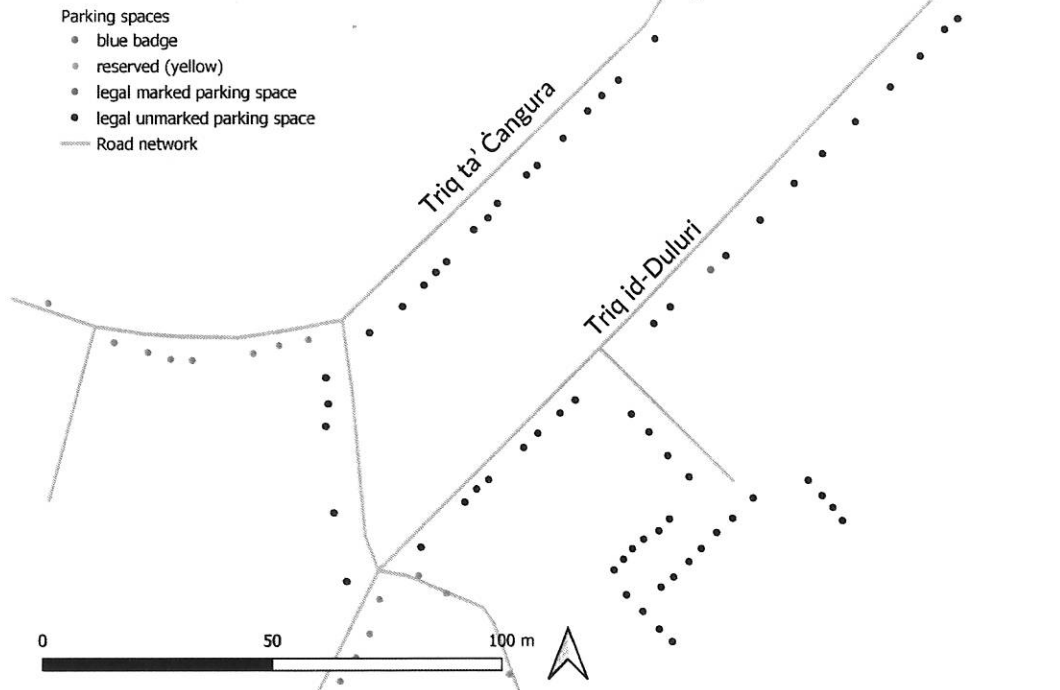 Parking spaces
blue badge
reserved (yellow)
legal marked parking space
legal unmarked parking space
Road network
Triq ta' Ċangura
Triq id-Duluri
0 50 100 m